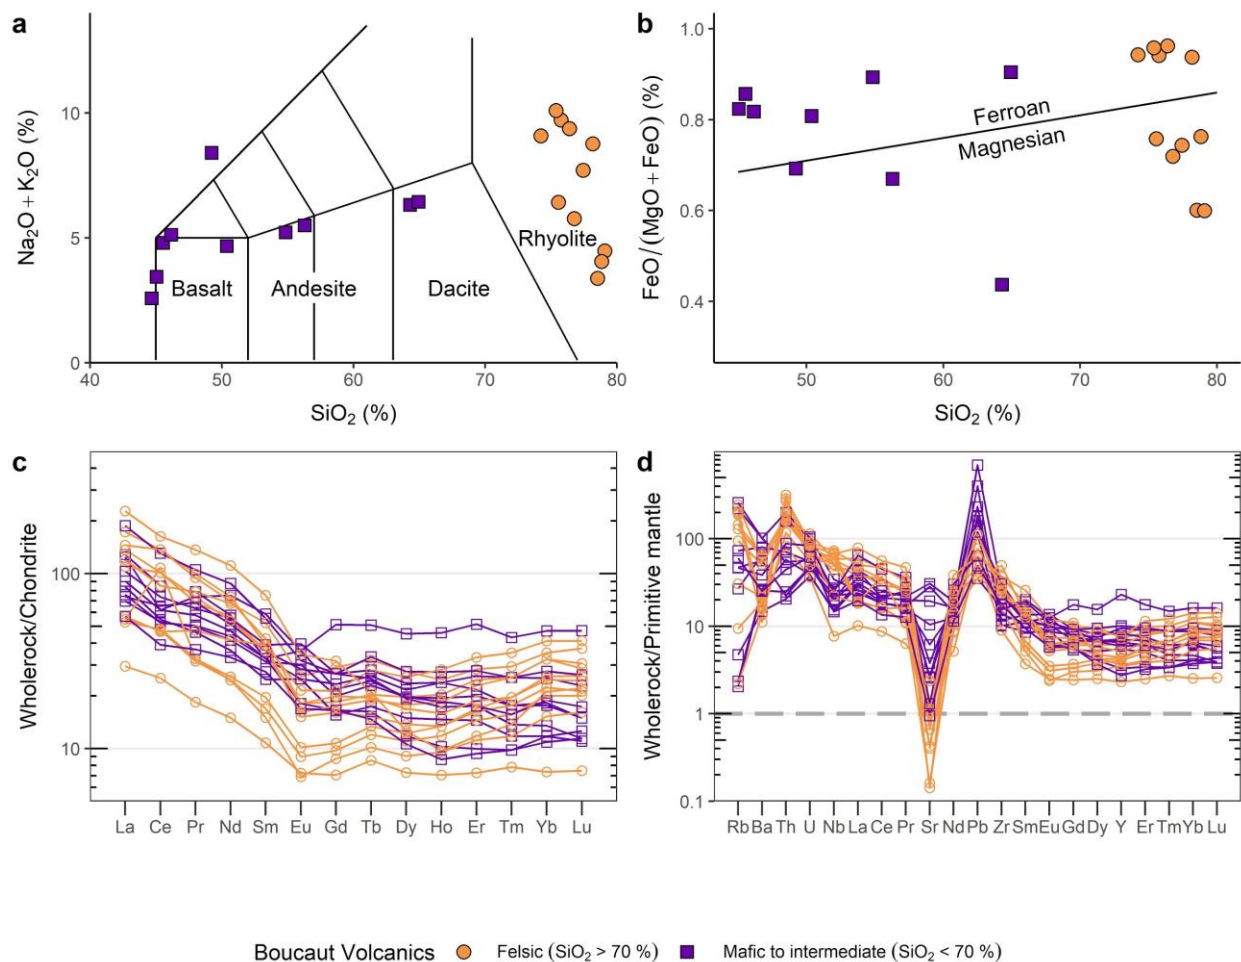 a
Na₂O + K₂O (%)
10
5
0
40 50 60 70 80
SiO₂ (%)
Basalt
Andesite
Dacite
Rhyolite
b
FeO/(MgO + FeO) (%)
1.0
0.8
0.6
0.4
50 60 70 80
SiO₂ (%)
Ferroan
Magnesian
c
Wholerock/Chondrite
100
10
La Ce Pr Nd Sm Eu Gd Tb Dy Ho Er Tm Yb Lu
d
Wholerock/Primitive mantle
100
10
1
0.1
Rb Ba Th U Nb La Ce Pr Sr Nd Pb Zr Sm Eu Gd Dy Y Er Tm Yb Lu
Boucaut Volcanics Felsic (SiO₂ > 70 %) Mafic to intermediate (SiO₂ < 70 %)